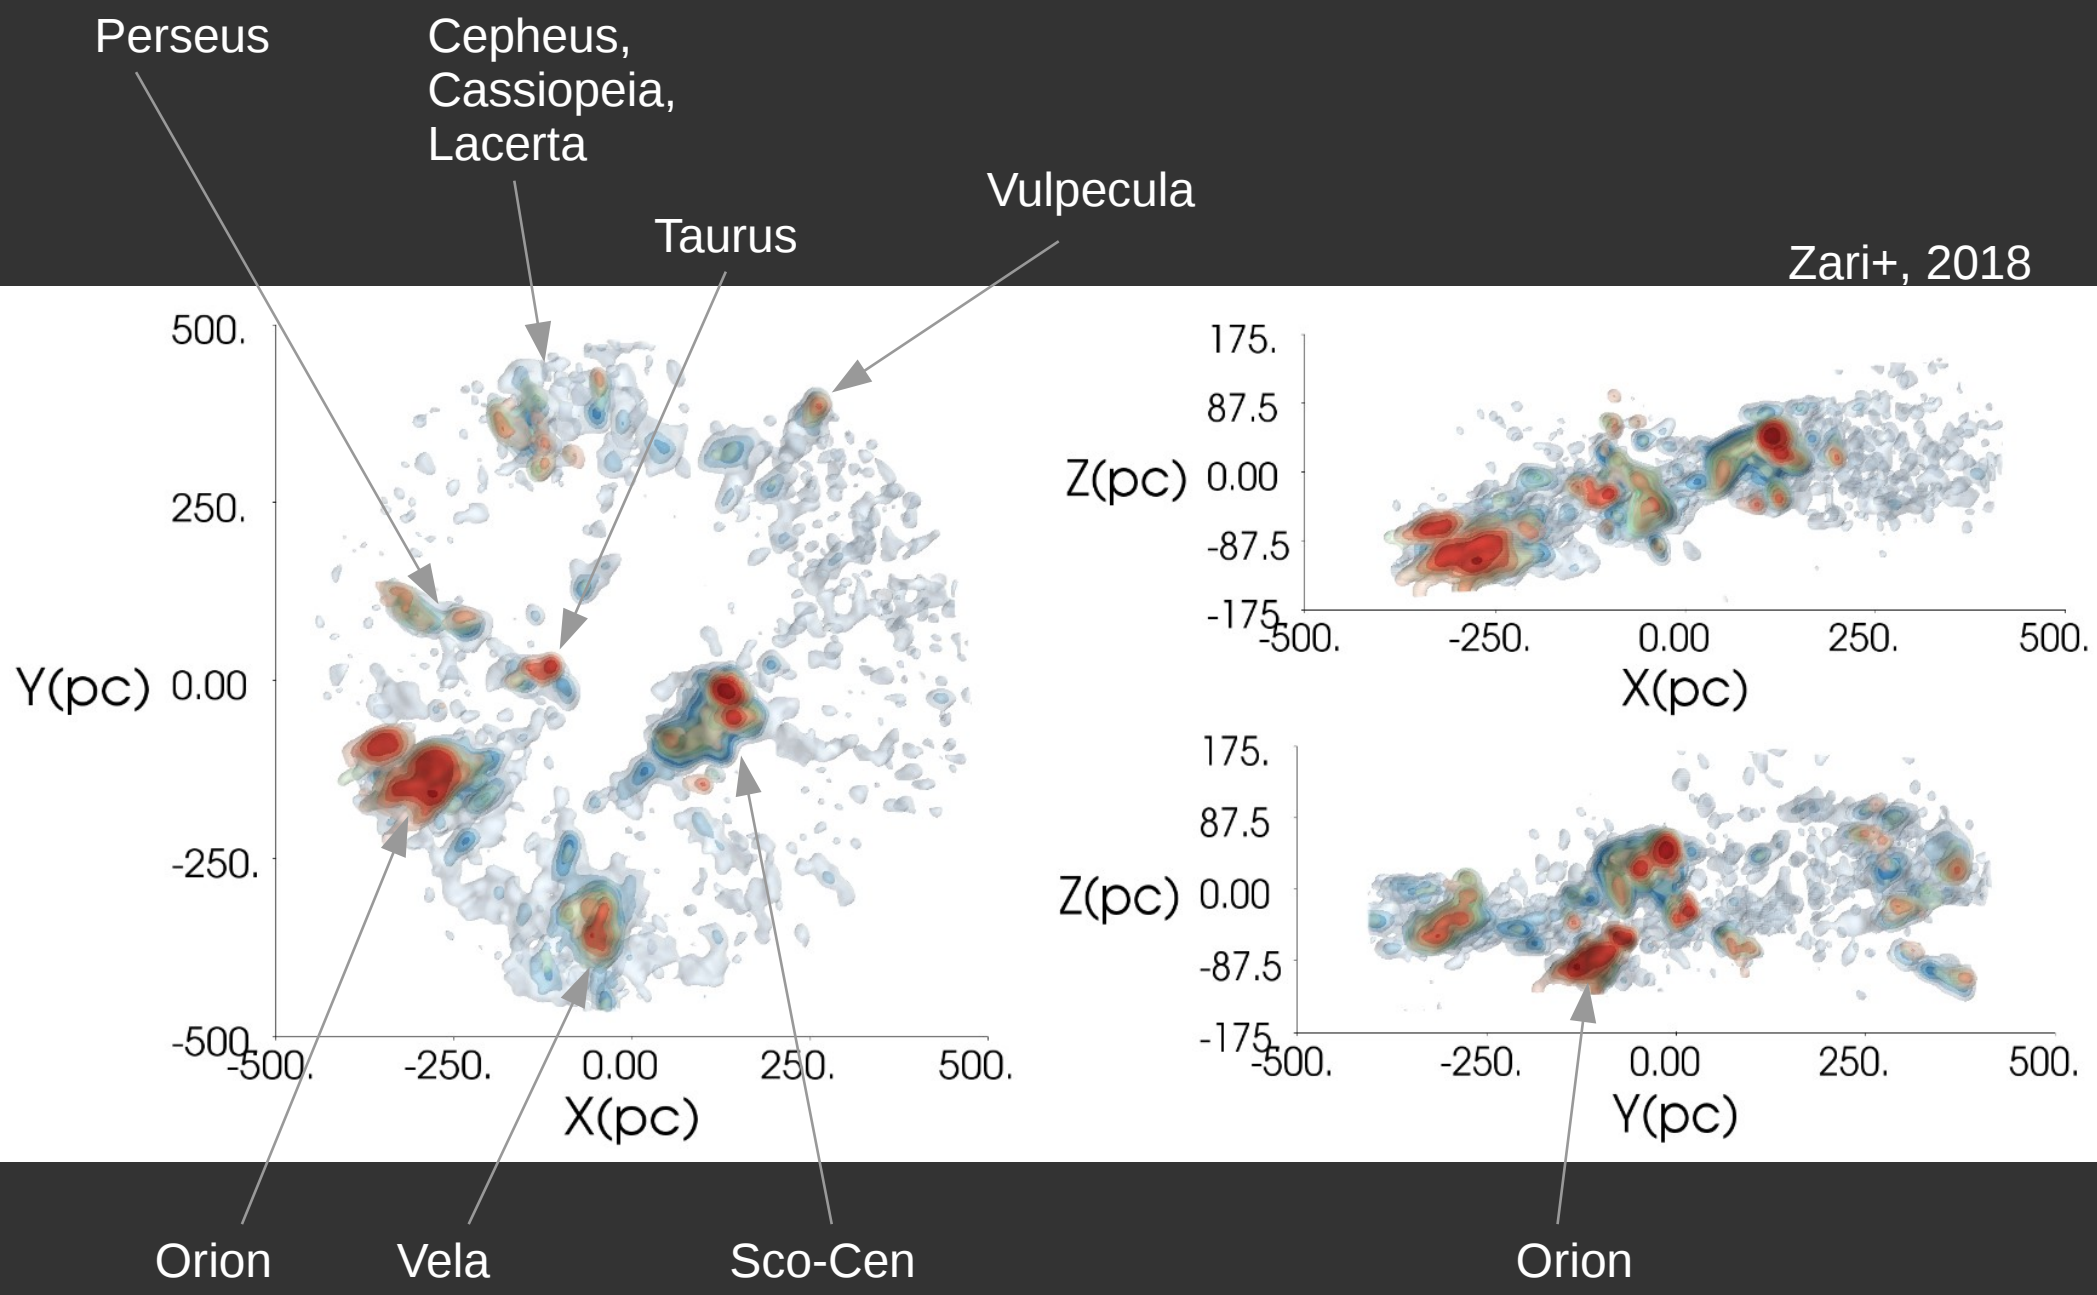 Perseus
Cepheus,
Cassiopeia,
Lacerta
Taurus
Vulpecula
Zari+, 2018
500.
250.
Y(pc) 0.00
-250.
-500.
-500. -250. 0.00 250. 500.
X(pc)
175.
87.5
Z(pc) 0.00
-87.5
-175.
-500. -250. 0.00 250. 500.
X(pc)
175.
87.5
Z(pc) 0.00
-87.5
-175.
-500. -250. 0.00 250. 500.
Y(pc)
Orion
Vela
Sco-Cen
Orion